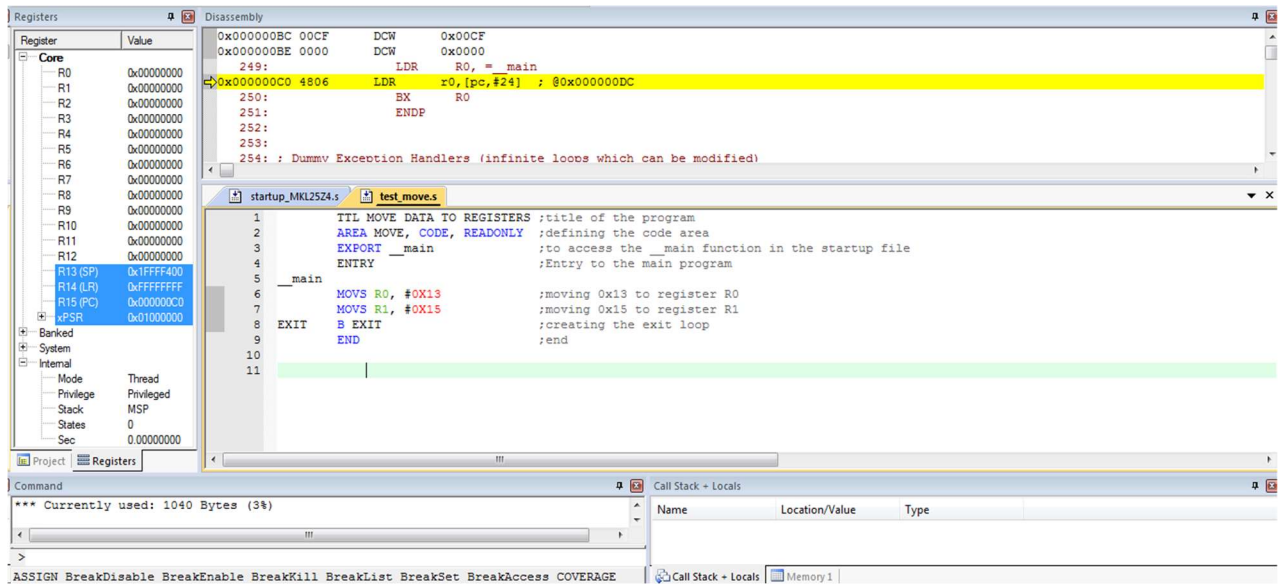 Registers
Register Value
Core
R0 0x00000000
R1 0x00000000
R2 0x00000000
R3 0x00000000
R4 0x00000000
R5 0x00000000
R6 0x00000000
R7 0x00000000
R8 0x00000000
R9 0x00000000
R10 0x00000000
R11 0x00000000
R12 0x00000000
R13 (SP) 0x1FFFF400
R14 (LR) 0xFFFFFFFF
R15 (PC) 0x000000C0
xPSR 0x01000000
Banked
System
Internal
Mode Thread
Privilege Privileged
Stack MSP
States 0
Sec 0.00000000
Project Registers
Disassembly
0x000000BC 00CF DCW 0x00CF
0x000000BE 0000 DCW 0x0000
249: LDR R0, =__main
0x000000C0 4806 LDR r0,[pc,#24] ; @0x000000DC
250: BX R0
251: ENDP
252:
253:
254: ; Dummy Exception Handlers (infinite loops which can be modified)
startup_MKL25Z4.s test_move.s
1 TTL MOVE DATA TO REGISTERS ;title of the program
2 AREA MOVE, CODE, READONLY ;defining the code area
3 EXPORT __main ;to access the __main function in the startup file
4 ENTRY ;Entry to the main program
5 __main
6 MOVS R0, #0X13 ;moving 0x13 to register R0
7 MOVS R1, #0X15 ;moving 0x15 to register R1
8 EXIT B EXIT ;creating the exit loop
9 END ;end
10
11
Command
*** Currently used: 1040 Bytes (3%)
>
ASSIGN BreakDisable BreakEnable BreakKill BreakList BreakSet BreakAccess COVERAGE
Call Stack + Locals
Name Location/Value Type
Call Stack + Locals Memory 1